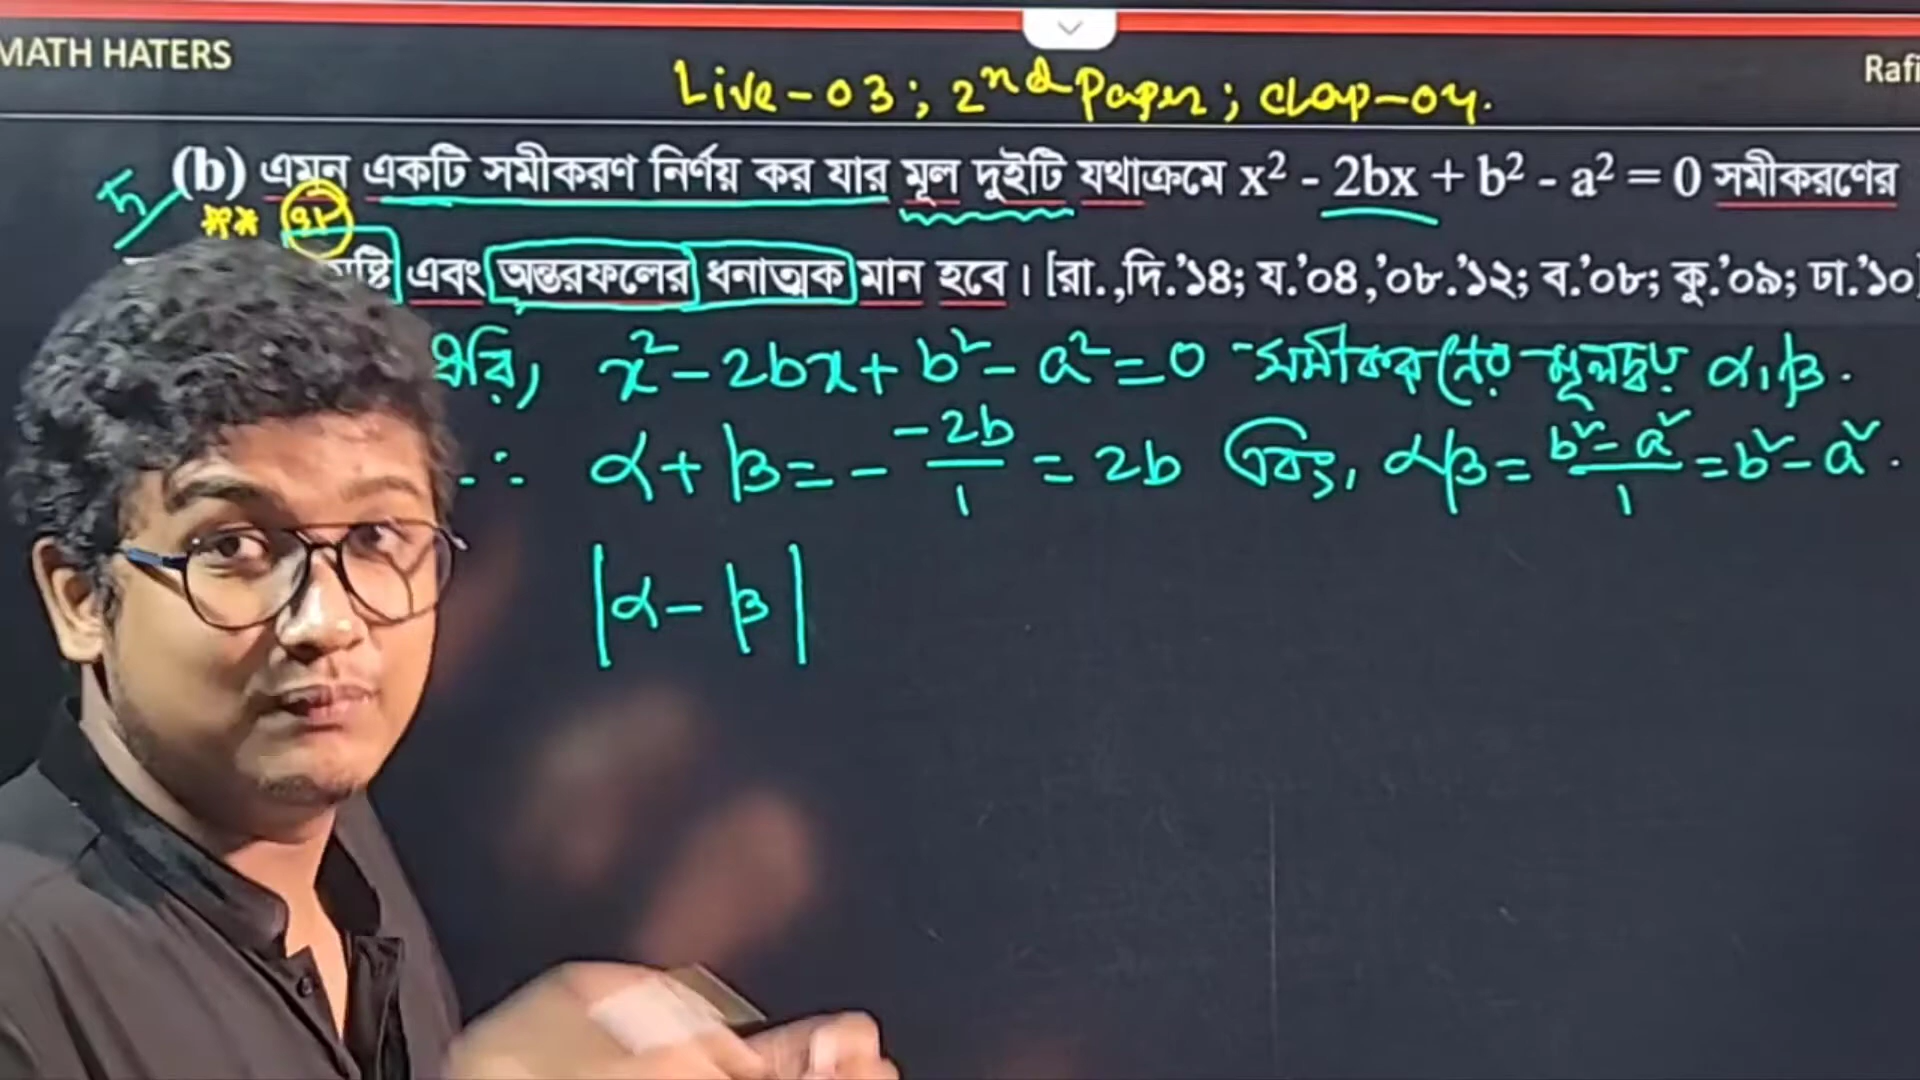 MATH HATERS
Rafi
Live-03; 2nd Paper; Chap-04.
(b) এমন একটি সমীকরণ নির্ণয় কর যার মূল দুইটি যথাক্রমে x² - 2bx + b² - a² = 0 সমীকরণের
এবং অন্তরফলের ধনাত্মক মান হবে। [রা.,দি.'১৪; য.'০৪,'০৮.'১২; ব.'০৮; কু.'০৯; ঢা.'১০]
ধরি, x² - 2bx + b² - a² = 0 সমীকরণের মূলদ্বয় α, β.
∴ α + β = - -2b/1 = 2b এবং, αβ = b² - a²/1 = b² - a².
|α - β|